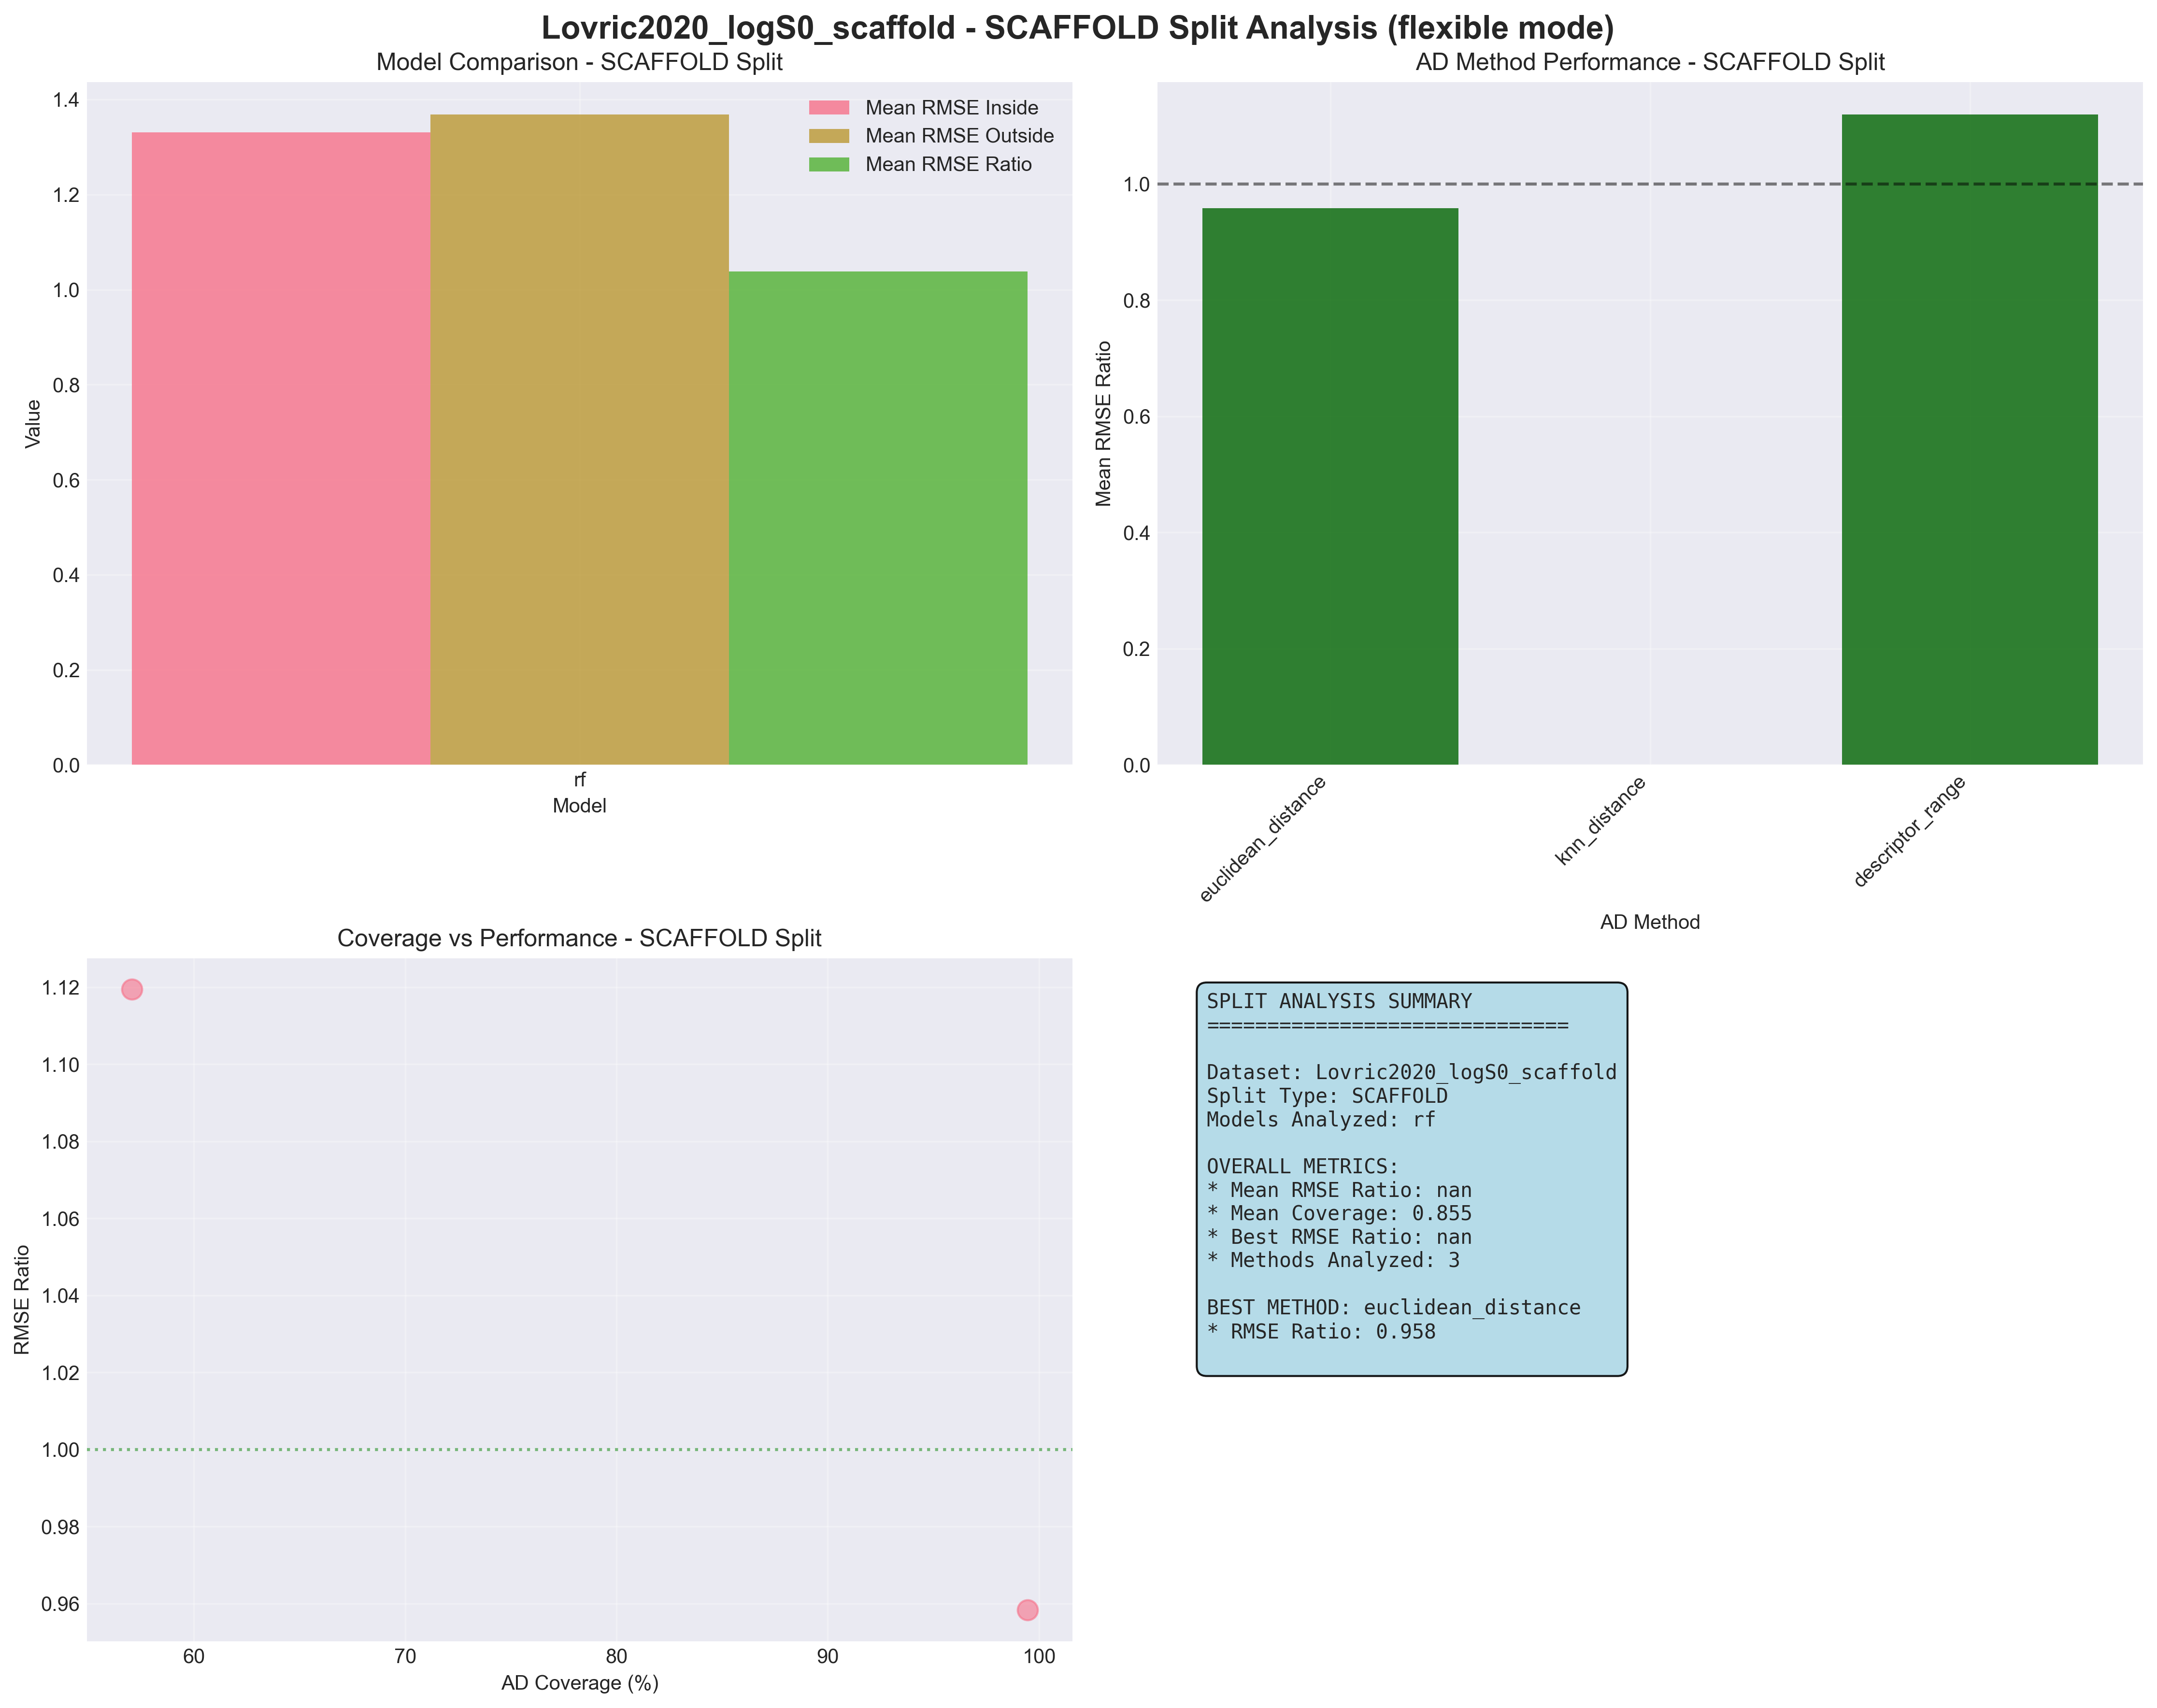 Lovric2020_logS0_scaffold - SCAFFOLD Split Analysis (flexible mode)
Model Comparison - SCAFFOLD Split
1.4
1.2
1.0
0.8
0.6
0.4
0.2
0.0
Value
Mean RMSE Inside
Mean RMSE Outside
Mean RMSE Ratio
rf
Model
AD Method Performance - SCAFFOLD Split
1.0
0.8
0.6
0.4
0.2
0.0
Mean RMSE Ratio
euclidean_distance
knn_distance
descriptor_range
AD Method
Coverage vs Performance - SCAFFOLD Split
1.12
1.10
1.08
1.06
1.04
1.02
1.00
0.98
0.96
RMSE Ratio
60 70 80 90 100
AD Coverage (%)
SPLIT ANALYSIS SUMMARY
==============================
Dataset: Lovric2020_logS0_scaffold
Split Type: SCAFFOLD
Models Analyzed: rf
OVERALL METRICS:
* Mean RMSE Ratio: nan
* Mean Coverage: 0.855
* Best RMSE Ratio: nan
* Methods Analyzed: 3
BEST METHOD: euclidean_distance
* RMSE Ratio: 0.958